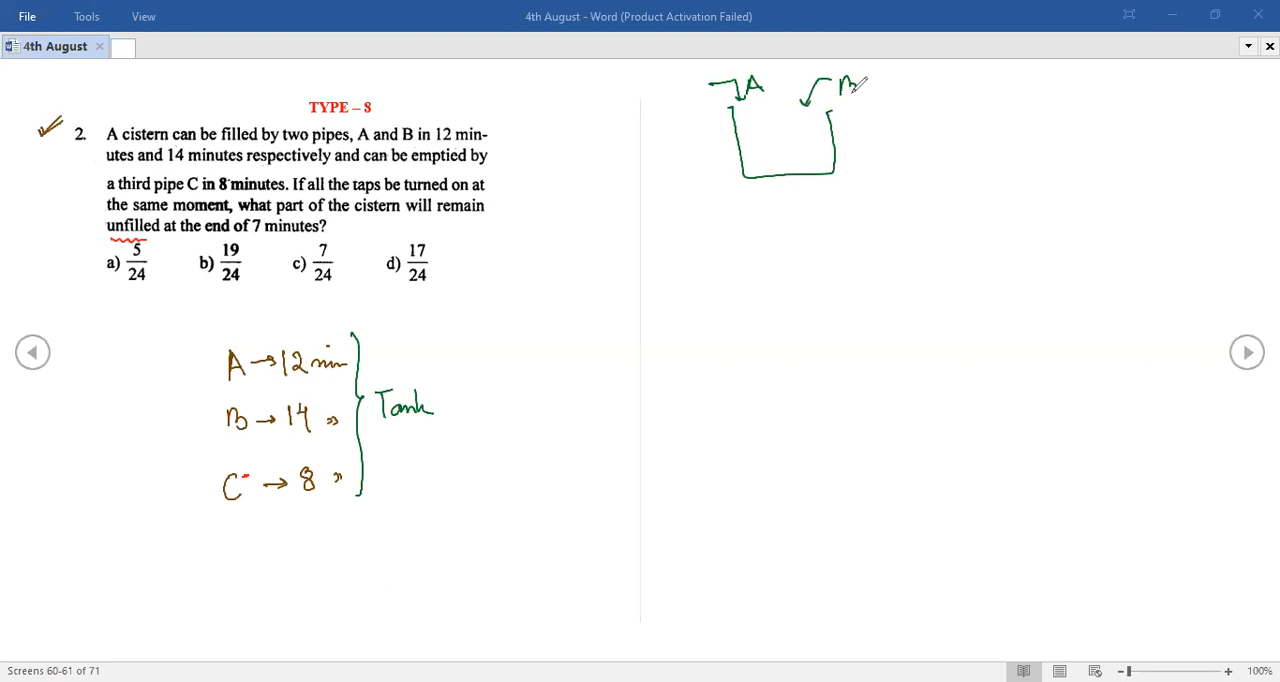 File Tools View 4th August - Word (Product Activation Failed)
4th August
TYPE – 8
2. A cistern can be filled by two pipes, A and B in 12 min-
utes and 14 minutes respectively and can be emptied by
a third pipe C in 8 minutes. If all the taps be turned on at
the same moment, what part of the cistern will remain
unfilled at the end of 7 minutes?
a) 5/24 b) 19/24 c) 7/24 d) 17/24
A → 12 min
B → 14 "
C⁻ → 8 "
Tank
A B
Screens 60-61 of 71 100%